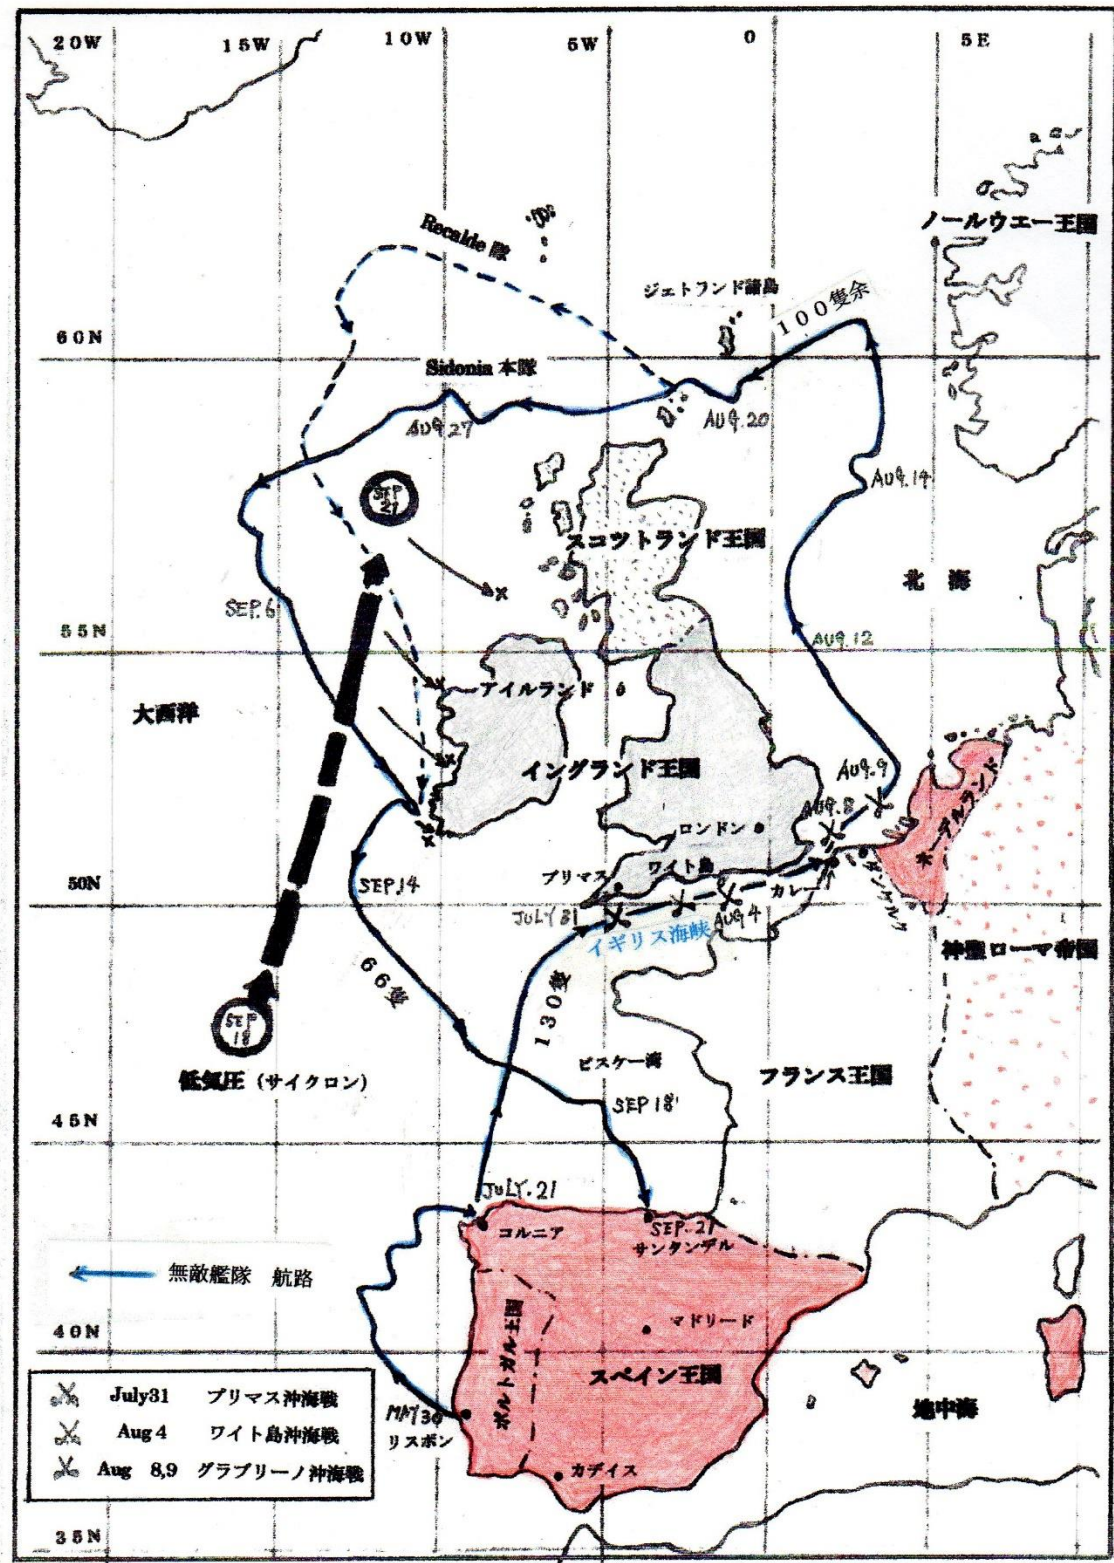 20W
15W
10W
5W
0
5E
ノールウエー王国
Recalde 隊
ジェトランド諸島
100隻余
60N
Sidonia 本隊
AUG.27
AUG.20
AUG.14
SEP 21
スコットランド王国
北 海
SEP.6
55N
AUG.12
大西洋
アイルランド
イングランド王国
AUG.9
AUG.8
ネーデルランド
ロンドン
ワイト島
プリマス
カレー
ダンケルク
50N
SEP.14
JULY 31
AUG 4
イギリス海峡
神聖ローマ帝国
66隻
130隻
SEP 18
低気圧（サイクロン）
ビスケー湾
フランス王国
SEP 18
45N
JULY.21
コルニア
SEP.21
サンタンデル
無敵艦隊 航路
ポルトガル王国
マドリード
40N
スペイン王国
地中海
MAY 30
リスボン
カデイス
July31 プリマス沖海戦
Aug 4 ワイト島沖海戦
Aug 8,9 グラブリーノ沖海戦
35N